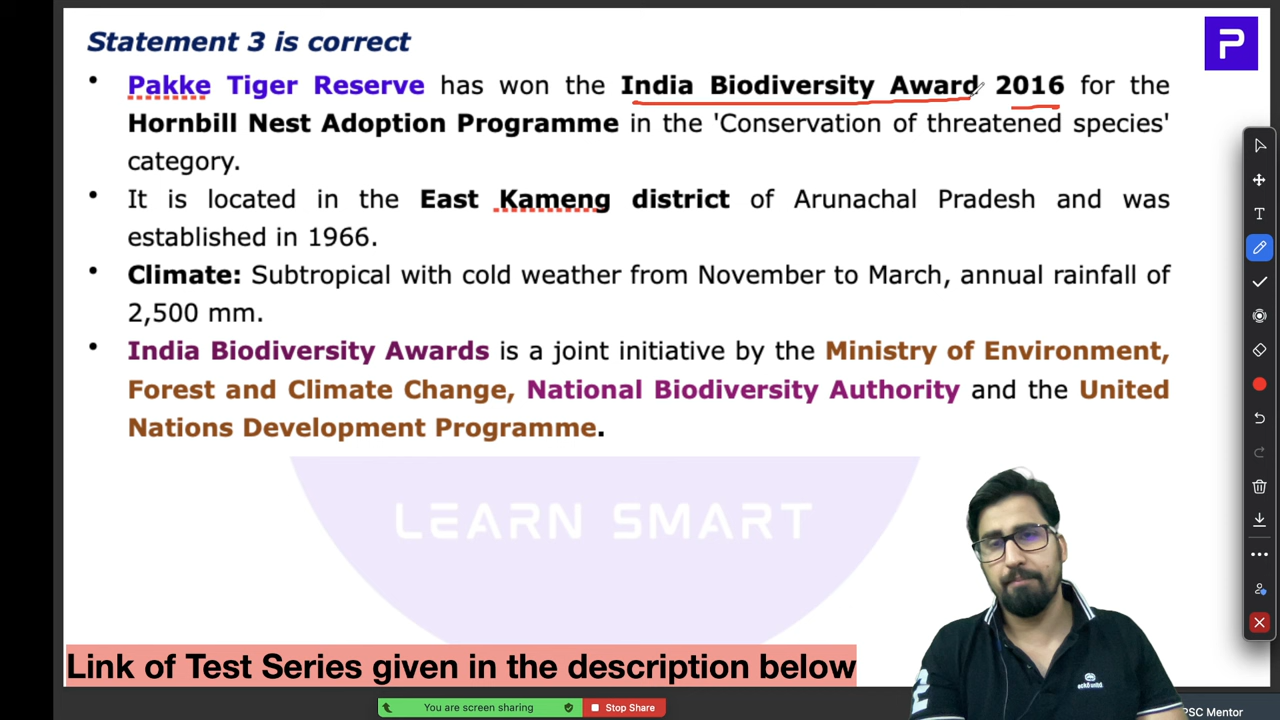 Statement 3 is correct
P
• Pakke Tiger Reserve has won the India Biodiversity Award 2016 for the
Hornbill Nest Adoption Programme in the 'Conservation of threatened species'
category.
• It is located in the East Kameng district of Arunachal Pradesh and was
established in 1966.
• Climate: Subtropical with cold weather from November to March, annual rainfall of
2,500 mm.
• India Biodiversity Awards is a joint initiative by the Ministry of Environment,
Forest and Climate Change, National Biodiversity Authority and the United
Nations Development Programme.
LEARN SMART
Link of Test Series given in the description below
You are screen sharing
Stop Share
PSC Mentor